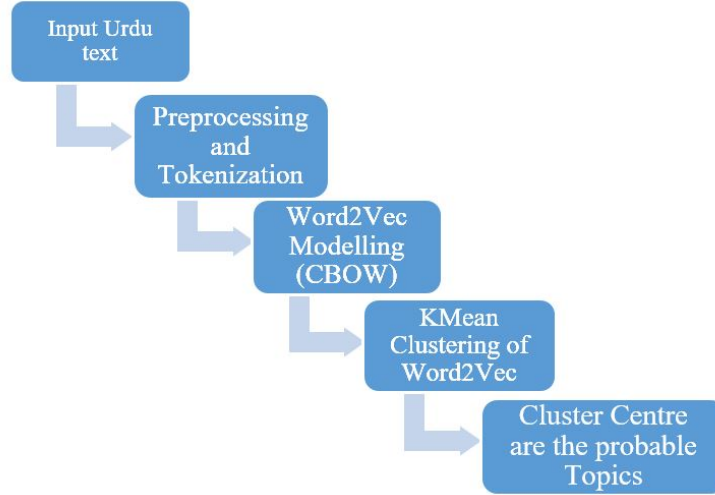 Input Urdu
text
Preprocessing
and
Tokenization
Word2Vec
Modelling
(CBOW)
KMean
Clustering of
Word2Vec
Cluster Centre
are the probable
Topics